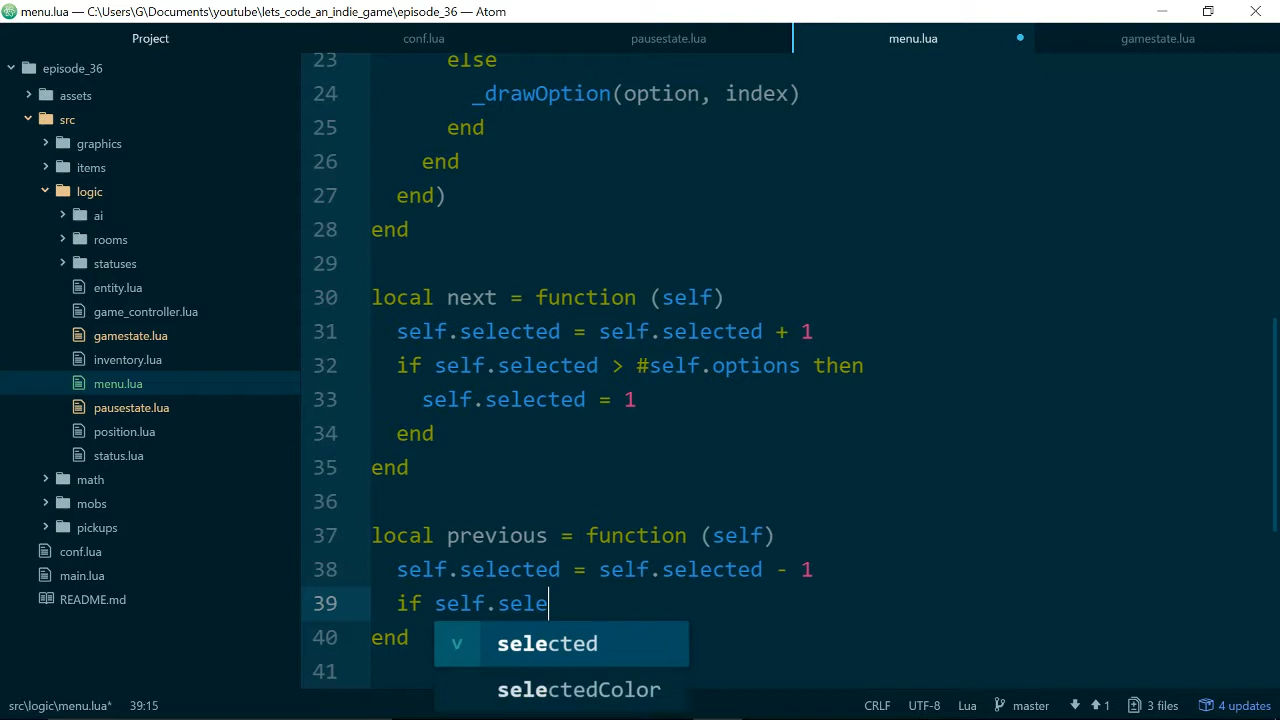 menu.lua — C:\Users\G\Documents\youtube\lets_code_an_indie_game\episode_36 — Atom
Project
conf.lua
pausestate.lua
menu.lua
gamestate.lua
episode_36
assets
src
graphics
items
logic
ai
rooms
statuses
entity.lua
game_controller.lua
gamestate.lua
inventory.lua
menu.lua
pausestate.lua
position.lua
status.lua
math
mobs
pickups
conf.lua
main.lua
README.md
23 else
24 _drawOption(option, index)
25 end
26 end
27 end)
28 end
29
30 local next = function (self)
31 self.selected = self.selected + 1
32 if self.selected > #self.options then
33 self.selected = 1
34 end
35 end
36
37 local previous = function (self)
38 self.selected = self.selected - 1
39 if self.sele
40 end
41
v selected
selectedColor
src\logic\menu.lua* 39:15
CRLF UTF-8 Lua master 1 3 files 4 updates